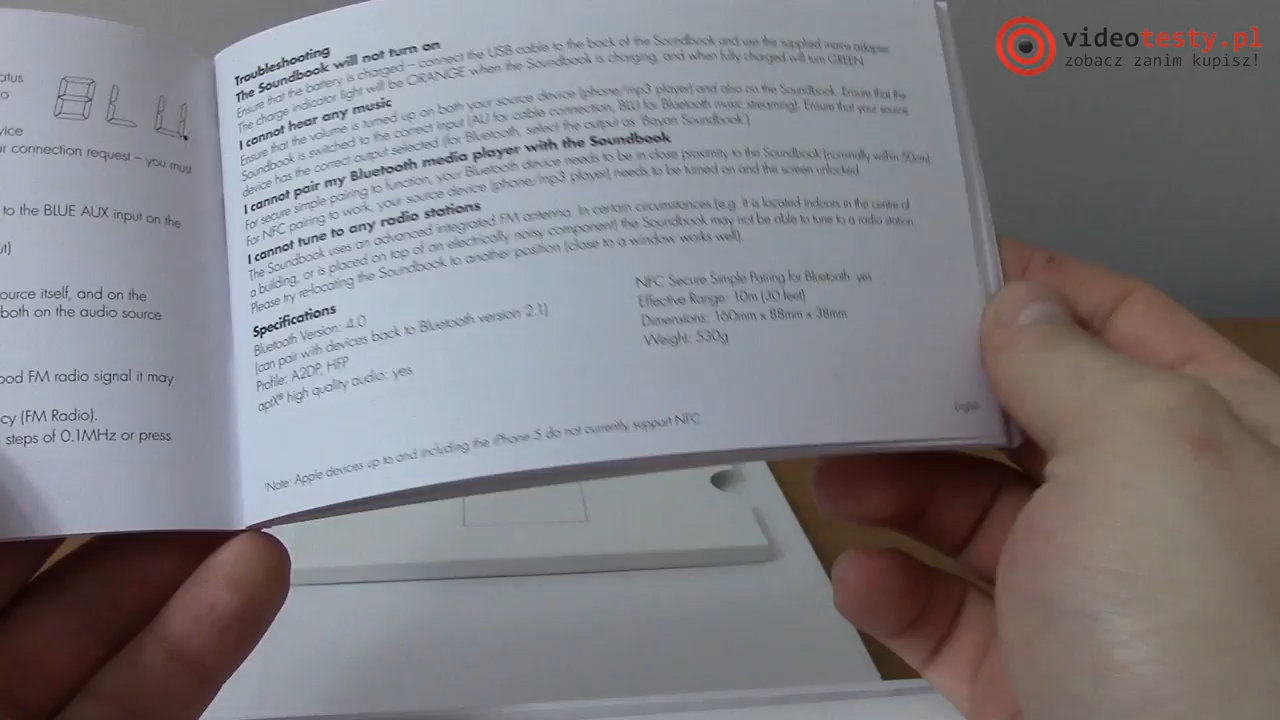 videotesty.pl
zobacz zanim kupisz!
atus
o
BLU
vice
r connection request – you must
to the BLUE AUX input on the
ut)
ource itself, and on the
both on the audio source
ood FM radio signal it may
cy (FM Radio).
steps of 0.1MHz or press
Troubleshooting
The Soundbook will not turn on
Ensure that the battery is charged – connect the USB cable to the back of the Soundbook and use the supplied mains adapter.
The charge indicator light will be ORANGE when the Soundbook is charging, and when fully charged will turn GREEN.
I cannot hear any music
Ensure that the volume is turned up on both your source device (phone/mp3 player) and also on the Soundbook. Ensure that the
Soundbook is switched to the correct input (AU for cable connection, BLU for Bluetooth music streaming). Ensure that your source
device has the correct output selected (for Bluetooth, select the output as 'Bayan Soundbook')
I cannot pair my Bluetooth media player with the Soundbook
For secure simple pairing to function, your Bluetooth device needs to be in close proximity to the Soundbook (nominally within 50cm)
For NFC pairing to work, your source device (phone/mp3 player) needs to be turned on and the screen unlocked.
I cannot tune to any radio stations
The Soundbook uses an advanced integrated FM antenna. In certain circumstances (e.g. it is located indoors in the centre of
a building, or is placed on top of an electrically noisy component) the Soundbook may not be able to tune to a radio station.
Please try re-locating the Soundbook to another position (close to a window works well).
Specifications
Bluetooth Version: 4.0
(can pair with devices back to Bluetooth version 2.1)
Profile: A2DP, HFP
aptX® high quality audio: yes
NFC Secure Simple Pairing for Bluetooth: yes
Effective Range: 10m (30 feet)
Dimensions: 160mm x 88mm x 38mm
Weight: 530g
¹Note: Apple devices up to and including the iPhone 5 do not currently support NFC
English